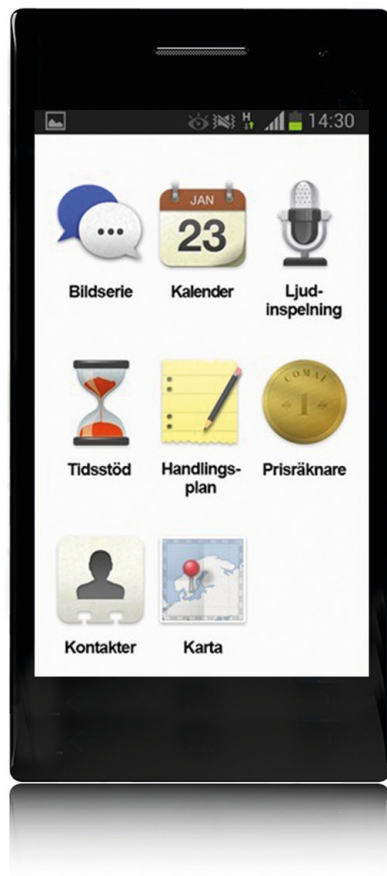 H
14:30
JAN
23
Bildserie
Kalender
Ljud-
inspelning
COMAI
1
Tidsstöd
Handlings-
plan
Prisräknare
Kontakter
Karta